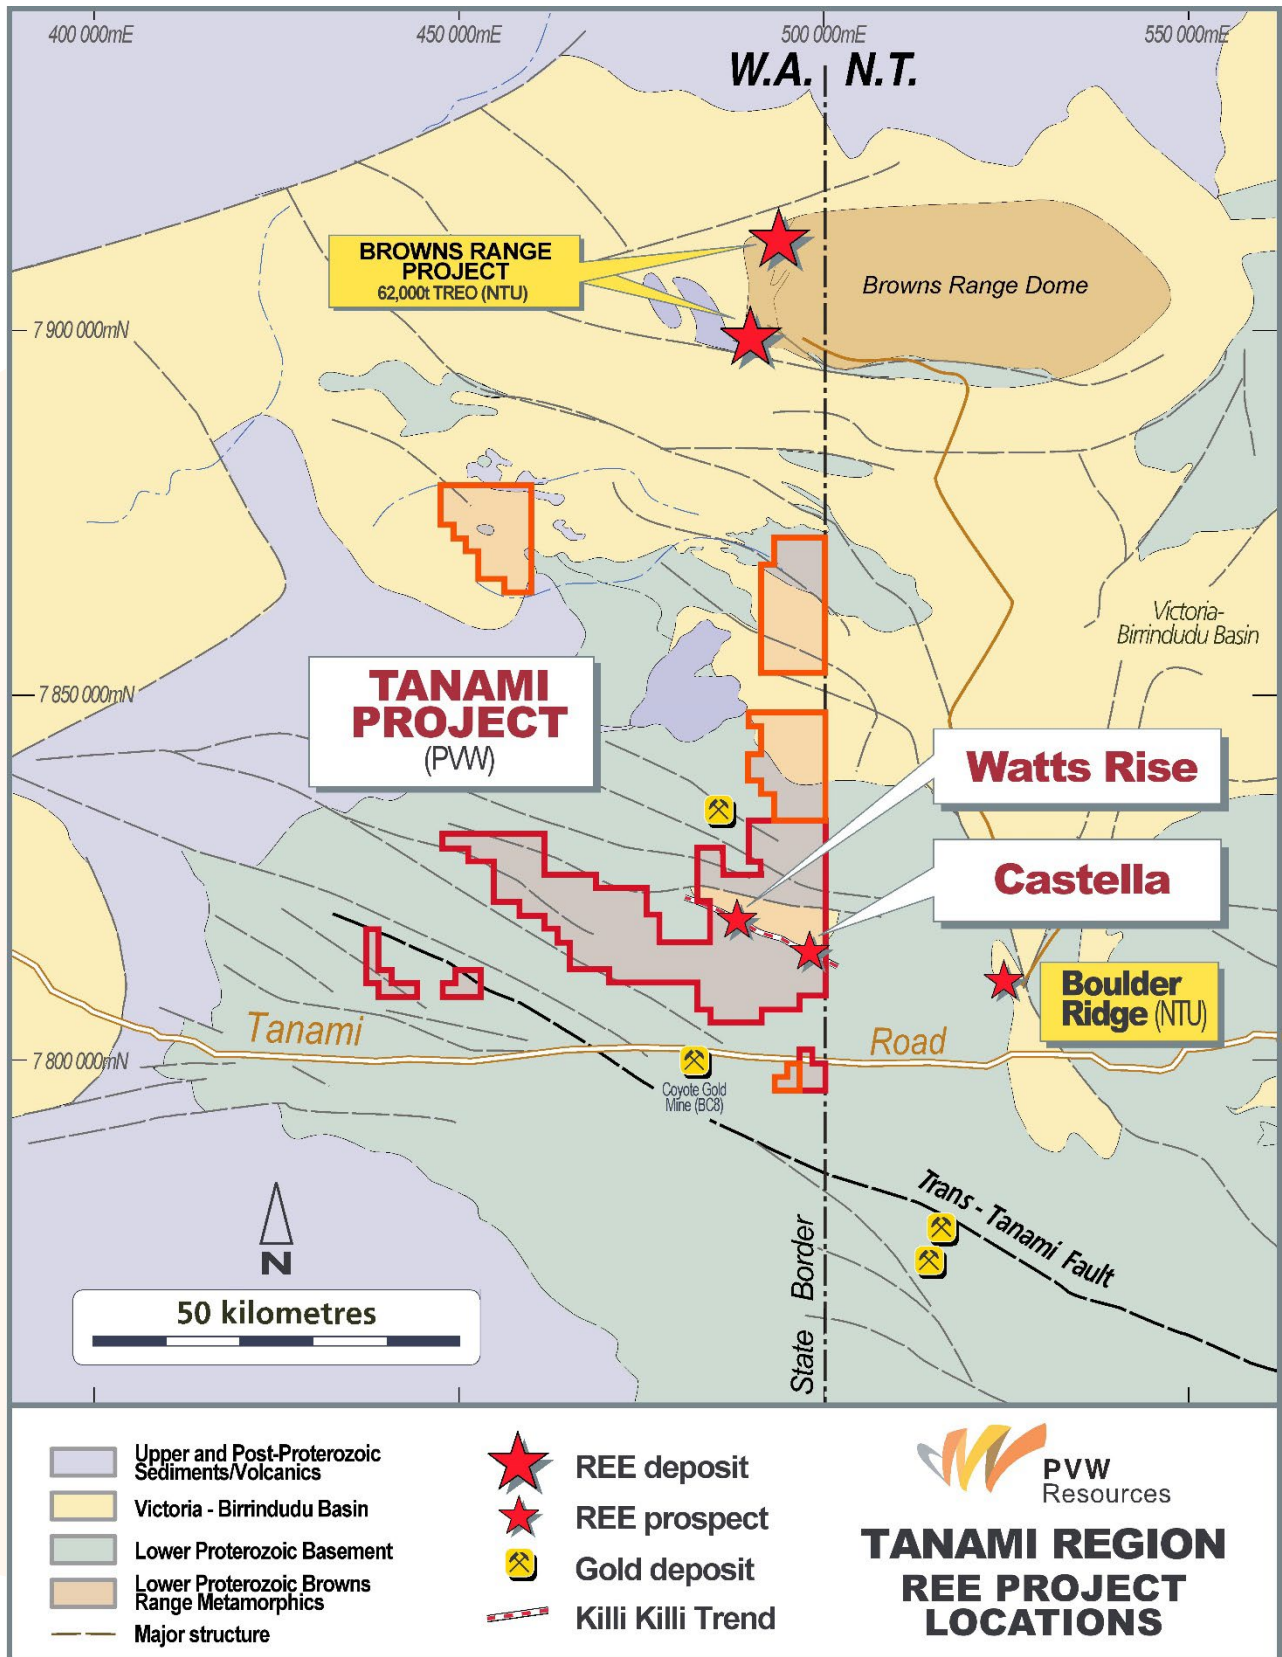 400 000mE
450 000mE
500 000mE
550 000mE
W.A.
N.T.
BROWNS RANGE
PROJECT
62,000t TREO (NTU)
Browns Range Dome
7 900 000mN
Victoria-
Birrindudu Basin
7 850 000mN
TANAMI
PROJECT
(PVW)
Watts Rise
Castella
Boulder
Ridge (NTU)
Tanami
Road
7 800 000mN
Coyote Gold
Mine (BC8)
Trans - Tanami Fault
State Border
N
50 kilometres
Upper and Post-Proterozoic
Sediments/Volcanics
Victoria - Birrindudu Basin
Lower Proterozoic Basement
Lower Proterozoic Browns
Range Metamorphics
Major structure
REE deposit
REE prospect
Gold deposit
Killi Killi Trend
PVW
Resources
TANAMI REGION
REE PROJECT
LOCATIONS